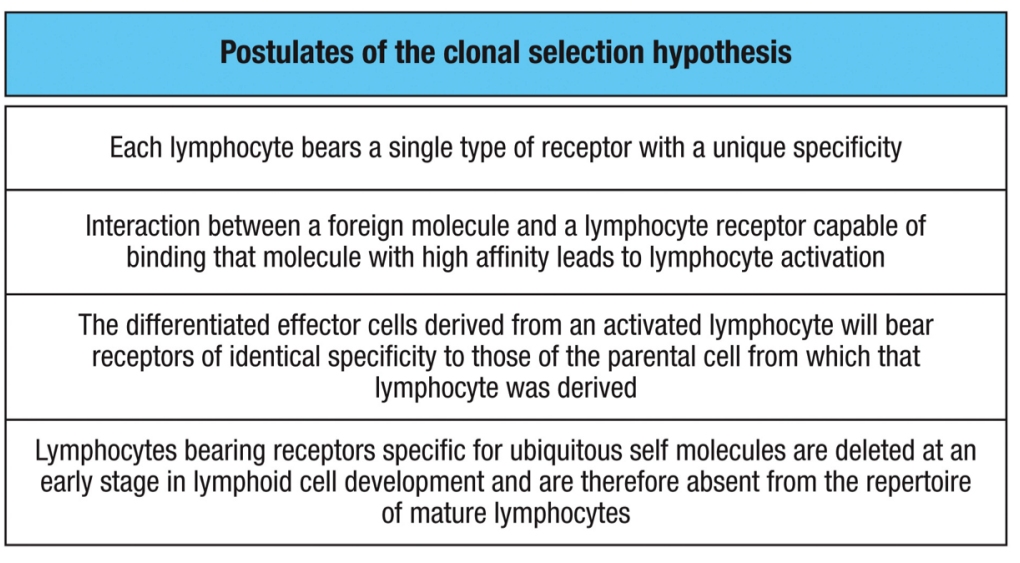 Postulates of the clonal selection hypothesis
Each lymphocyte bears a single type of receptor with a unique specificity
Interaction between a foreign molecule and a lymphocyte receptor capable of
binding that molecule with high affinity leads to lymphocyte activation
The differentiated effector cells derived from an activated lymphocyte will bear
receptors of identical specificity to those of the parental cell from which that
lymphocyte was derived
Lymphocytes bearing receptors specific for ubiquitous self molecules are deleted at an
early stage in lymphoid cell development and are therefore absent from the repertoire
of mature lymphocytes